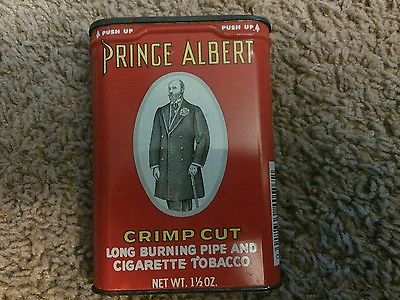 PUSH UP PUSH UP
PRINCE ALBERT
CRIMP CUT
LONG BURNING PIPE AND
CIGARETTE TOBACCO
NET WT. 1½ OZ.